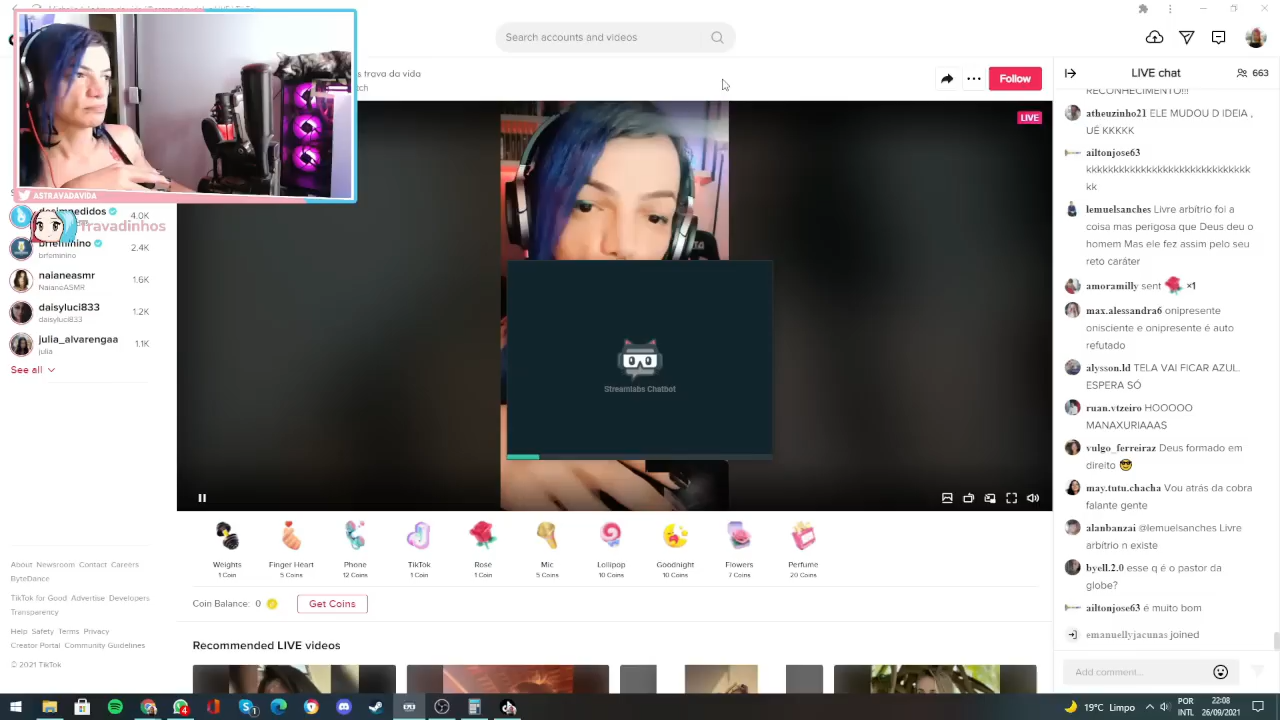 Search accounts and videos
s trava da vida
Follow
LIVE chat
663
LIVE
ASTRAVADAVIDA
Travadinhos
4.0K
brfeminino
brfeminino
2.4K
naianeasmr
NaianeASMR
1.6K
daisyluci833
daisyluci833
1.2K
julia_alvarengaa
julia
1.1K
See all
About Newsroom Contact Careers
ByteDance
TikTok for Good Advertise Developers
Transparency
Help Safety Terms Privacy
Creator Portal Community Guidelines
© 2021 TikTok
Streamlabs Chatbot
Weights
1 Coin
Finger Heart
5 Coins
Phone
12 Coins
TikTok
1 Coin
Rose
1 Coin
Mic
5 Coins
Lollipop
10 Coins
Goodnight
10 Coins
Flowers
7 Coins
Perfume
20 Coins
Coin Balance: 0
Get Coins
Recommended LIVE videos
RECONHECIMENTO!!!
atheuzinho21 ELE MUDOU D IDEIA ,
UÉ KKKKK
ailtonjose63
kkkkkkkkkkkkkkkkkkkkkkkkkkkkk
kk
lemuelsanches Livre arbítrio foi a
coisa mas perigosa que Deus deu o
homem Mas ele fez assim pelo seu
reto caráter
amoramilly sent ×1
max.alessandra6 onipresente
onisciente e onipresente é auto
refutado
alysson.ld TELA VAI FICAR AZUL..
ESPERA SÓ
ruan.vtzeiro HOOOOO
MANAXURIAAAS
vulgo_ferreiraz Deus formado em
direito
may.tutu.chacha Vou atrás da cobra
falante gente
alanbanzai @lemuelsanches Livre
arbítrio n existe
byell.2.0 esse q é o pastor da
globo?
ailtonjose63 é muito bom
emanuellyjacunas joined
Add comment...
19°C Limpo
POR
INTL
22:08
26/09/2021